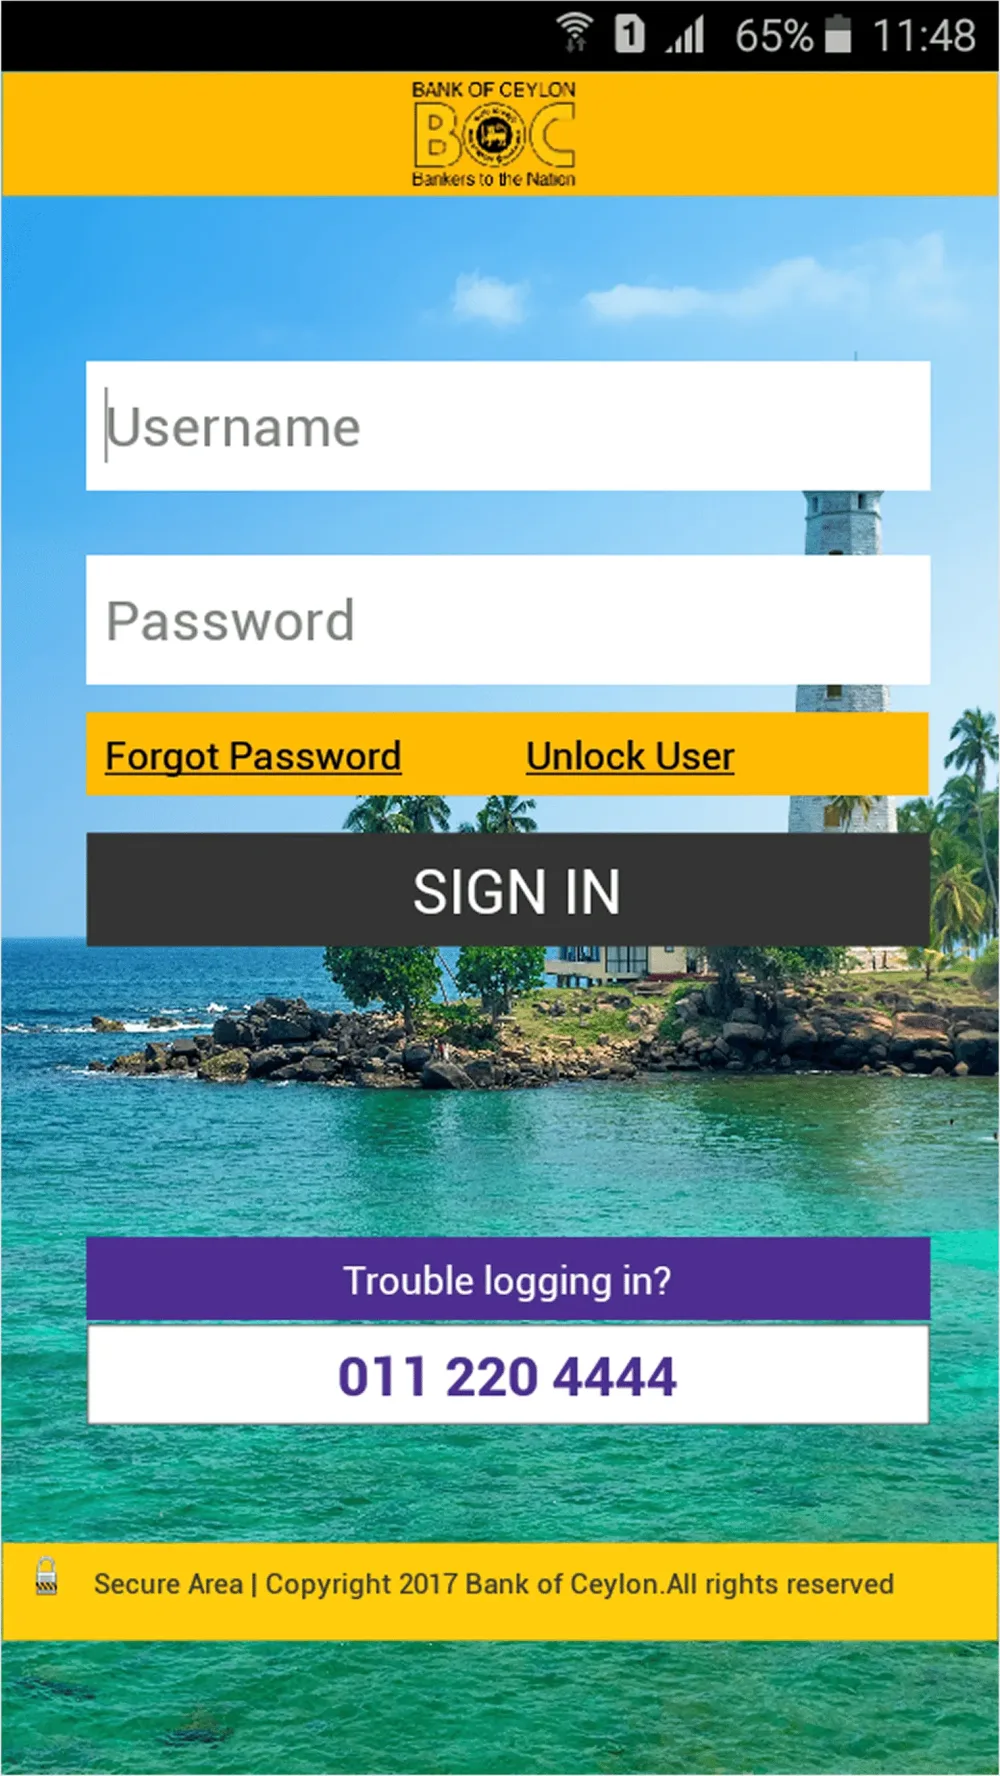 65% 11:48
BANK OF CEYLON
BOC
Bankers to the Nation
Username
Password
Forgot Password Unlock User
SIGN IN
Trouble logging in?
011 220 4444
Secure Area | Copyright 2017 Bank of Ceylon.All rights reserved